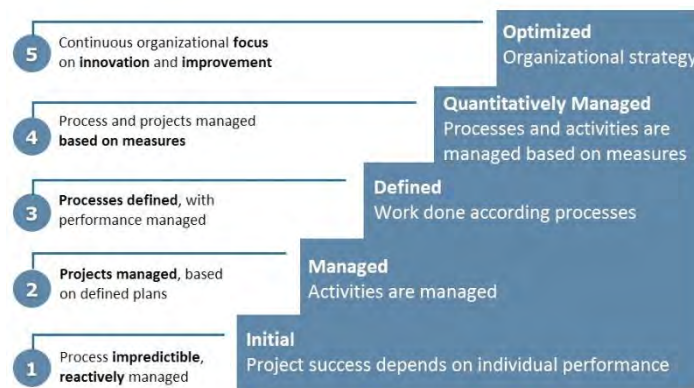 5
Continuous organizational focus
on innovation and improvement
Optimized
Organizational strategy
4
Process and projects managed
based on measures
Quantitatively Managed
Processes and activities are
managed based on measures
3
Processes defined, with
performance managed
Defined
Work done according processes
2
Projects managed, based
on defined plans
Managed
Activities are managed
1
Process impredictible,
reactively managed
Initial
Project success depends on individual performance